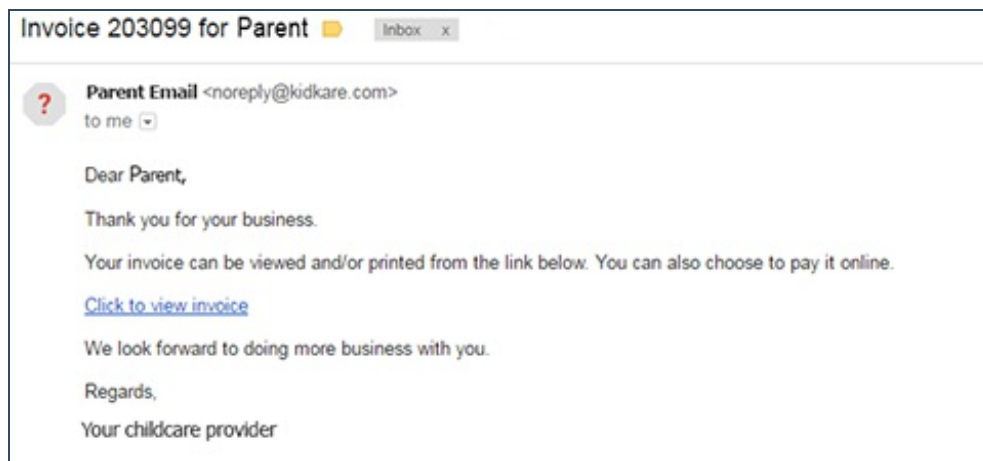 Invoice 203099 for Parent Inbox x
?
Parent Email <noreply@kidkare.com>
to me
Dear Parent,
Thank you for your business.
Your invoice can be viewed and/or printed from the link below. You can also choose to pay it online.
Click to view invoice
We look forward to doing more business with you.
Regards,
Your childcare provider